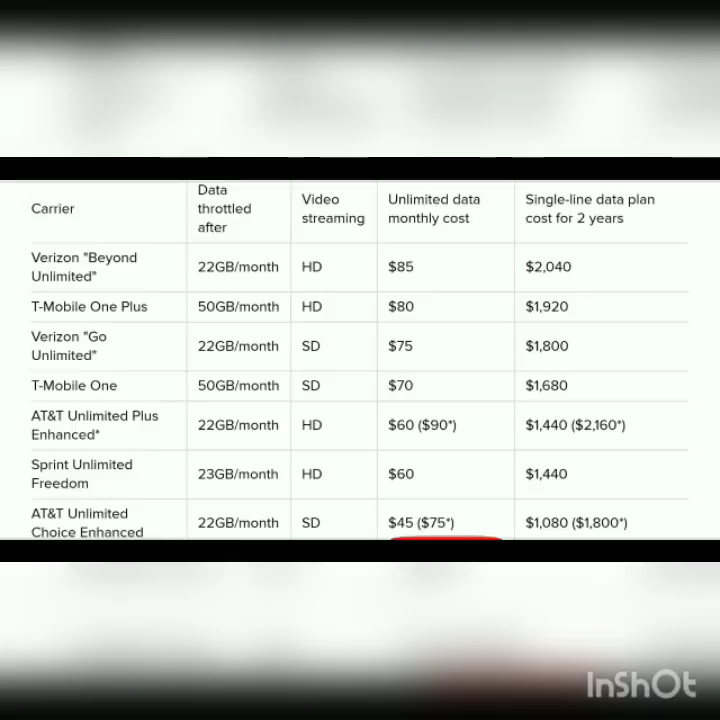 Carrier
Data
throttled
after
Video
streaming
Unlimited data
monthly cost
Single-line data plan
cost for 2 years
Verizon "Beyond
Unlimited"
22GB/month
HD
$85
$2,040
T-Mobile One Plus
50GB/month
HD
$80
$1,920
Verizon "Go
Unlimited"
22GB/month
SD
$75
$1,800
T-Mobile One
50GB/month
SD
$70
$1,680
AT&T Unlimited Plus
Enhanced*
22GB/month
HD
$60 ($90*)
$1,440 ($2,160*)
Sprint Unlimited
Freedom
23GB/month
HD
$60
$1,440
AT&T Unlimited
Choice Enhanced
22GB/month
SD
$45 ($75*)
$1,080 ($1,800*)
InShOt